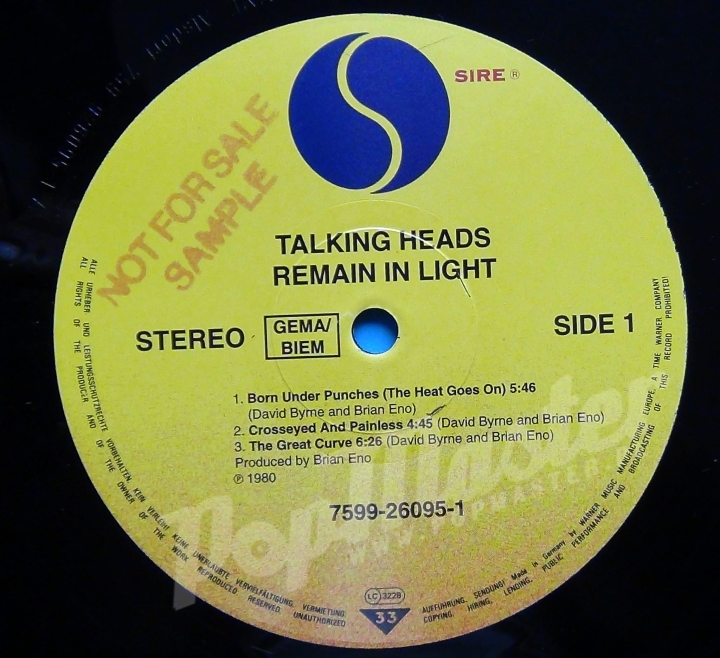 SIRE ®
NOT FOR SALE
SAMPLE
TALKING HEADS
REMAIN IN LIGHT
STEREO
GEMA/
BIEM
SIDE 1
1. Born Under Punches (The Heat Goes On) 5:46
(David Byrne and Brian Eno)
2. Crosseyed And Painless 4:45 (David Byrne and Brian Eno)
3. The Great Curve 6:26 (David Byrne and Brian Eno)
Produced by Brian Eno
℗ 1980
7599-26095-1
LC 3228
33
ALLE URHEBER UND LEISTUNGSSCHUTZRECHTE VORBEHALTEN KEIN VERLEIH! KEINE UNERLAUBTE VERVIELFÄLTIGUNG, VERMIETUNG, AUFFÜHRUNG, SENDUNG! Made in Germany by WARNER MUSIC MANUFACTURING EUROPE. A TIME WARNER COMPANY
ALL RIGHTS OF THE PRODUCER AND OF THE OWNER OF THE WORK REPRODUCED RESERVED. UNAUTHORIZED COPYING, HIRING, LENDING, PUBLIC PERFORMANCE AND BROADCASTING OF THIS RECORD PROHIBITED!
PopMaster